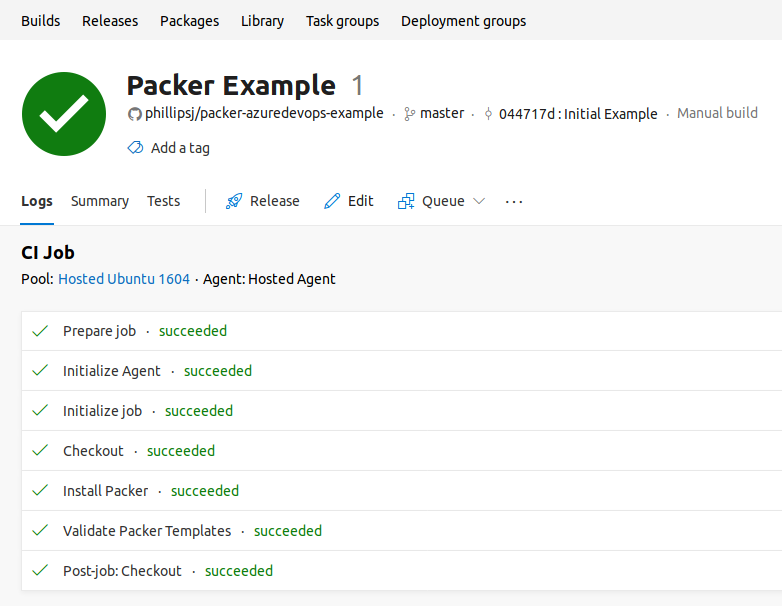 Builds Releases Packages Library Task groups Deployment groups
Packer Example 1
phillipsj/packer-azuredevops-example · master · 044717d : Initial Example · Manual build
Add a tag
Logs Summary Tests Release Edit Queue ···
CI Job
Pool: Hosted Ubuntu 1604 · Agent: Hosted Agent
Prepare job · succeeded
Initialize Agent · succeeded
Initialize job · succeeded
Checkout · succeeded
Install Packer · succeeded
Validate Packer Templates · succeeded
Post-job: Checkout · succeeded